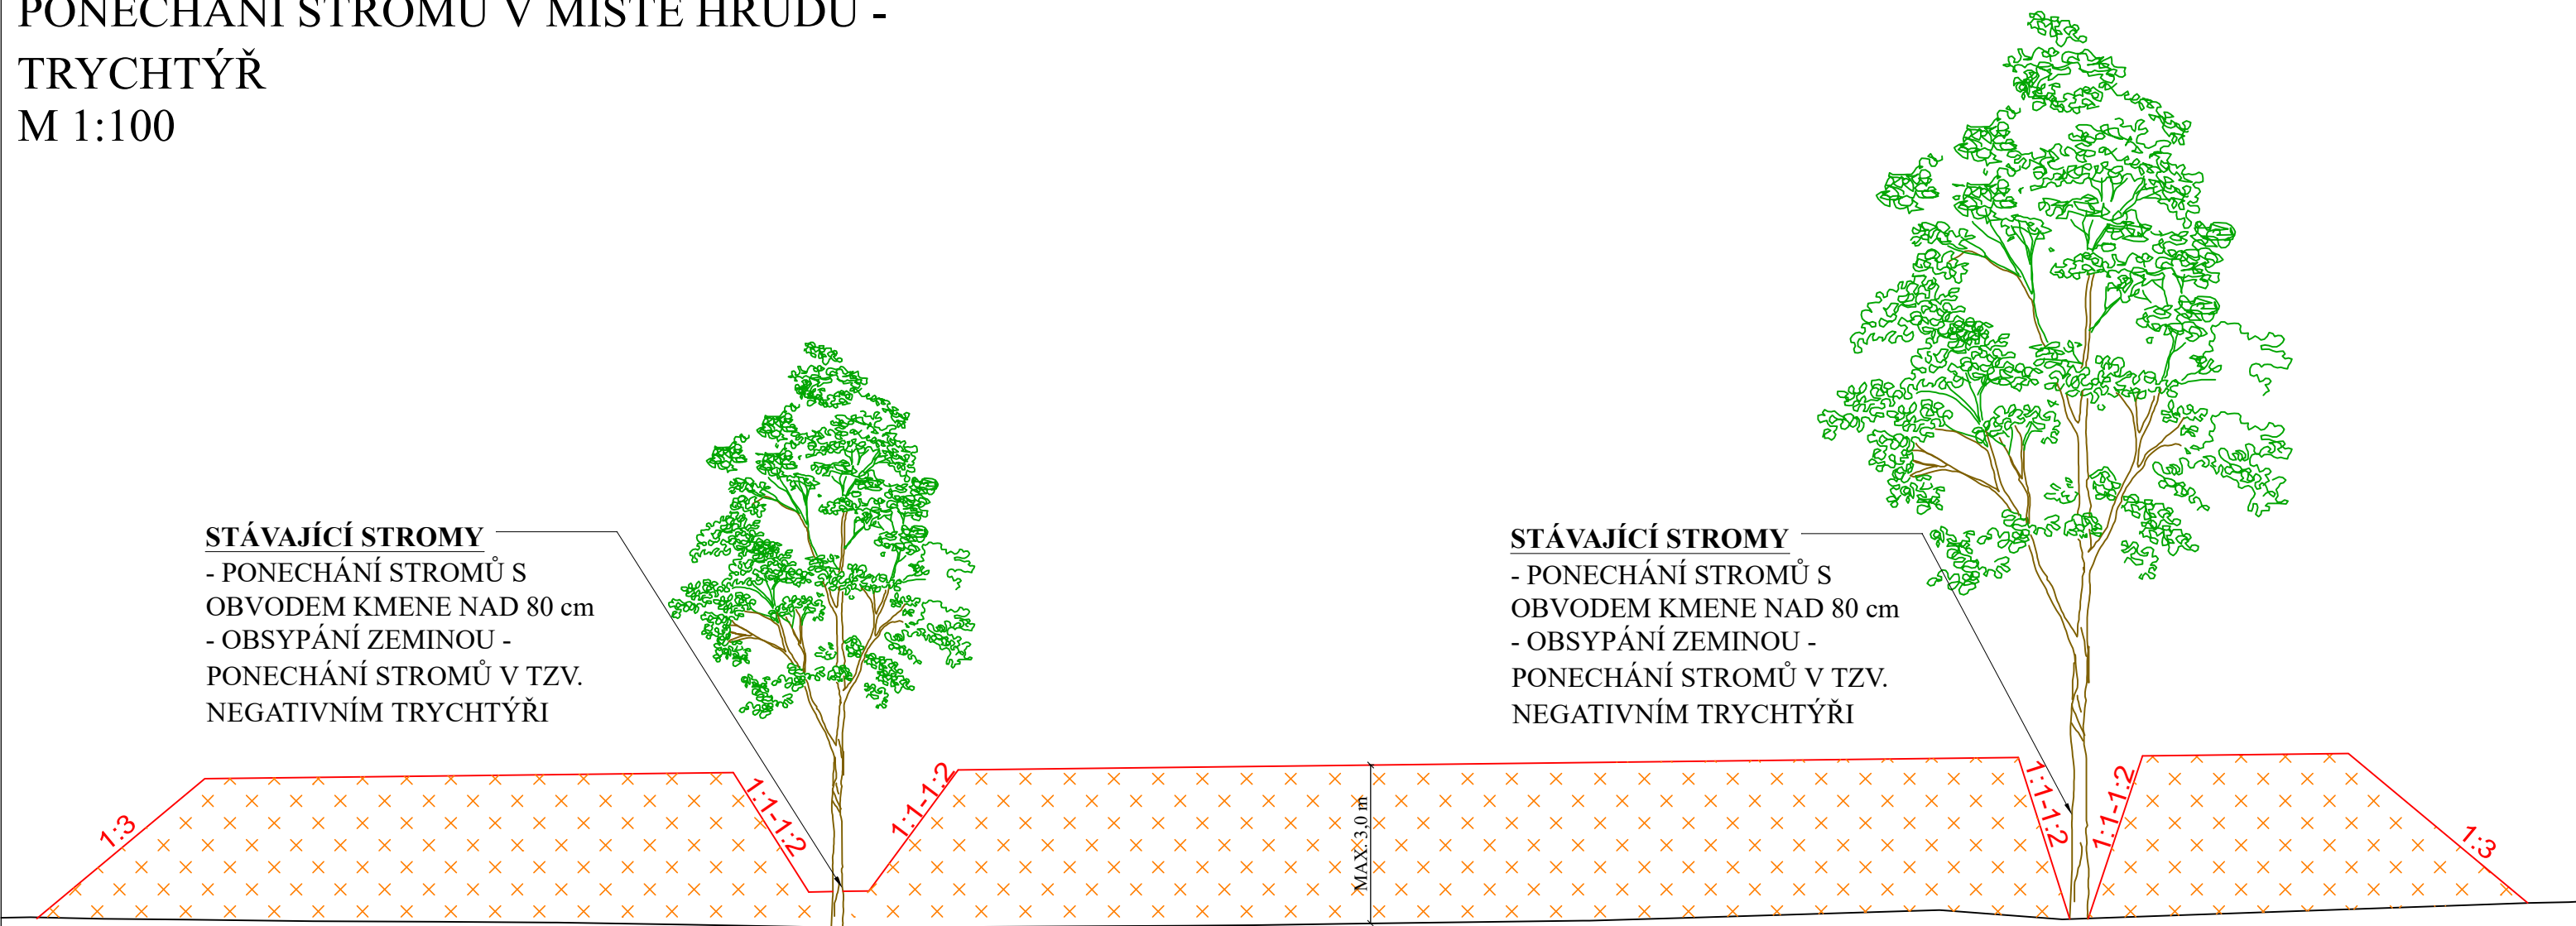 PONECHÁNÍ STROMŮ V MÍSTĚ HRŮDU -
TRYCHTÝŘ
M 1:100
STÁVAJÍCÍ STROMY
- PONECHÁNÍ STROMŮ S
OBVODEM KMENE NAD 80 cm
- OBSYPÁNÍ ZEMINOU -
PONECHÁNÍ STROMŮ V TZV.
NEGATIVNÍM TRYCHTÝŘI
STÁVAJÍCÍ STROMY
- PONECHÁNÍ STROMŮ S
OBVODEM KMENE NAD 80 cm
- OBSYPÁNÍ ZEMINOU -
PONECHÁNÍ STROMŮ V TZV.
NEGATIVNÍM TRYCHTÝŘI
1:3
1:1-1:2
1:1-1:2
MAX. 3,0 m
1:1-1:2
1:1-1:2
1:3